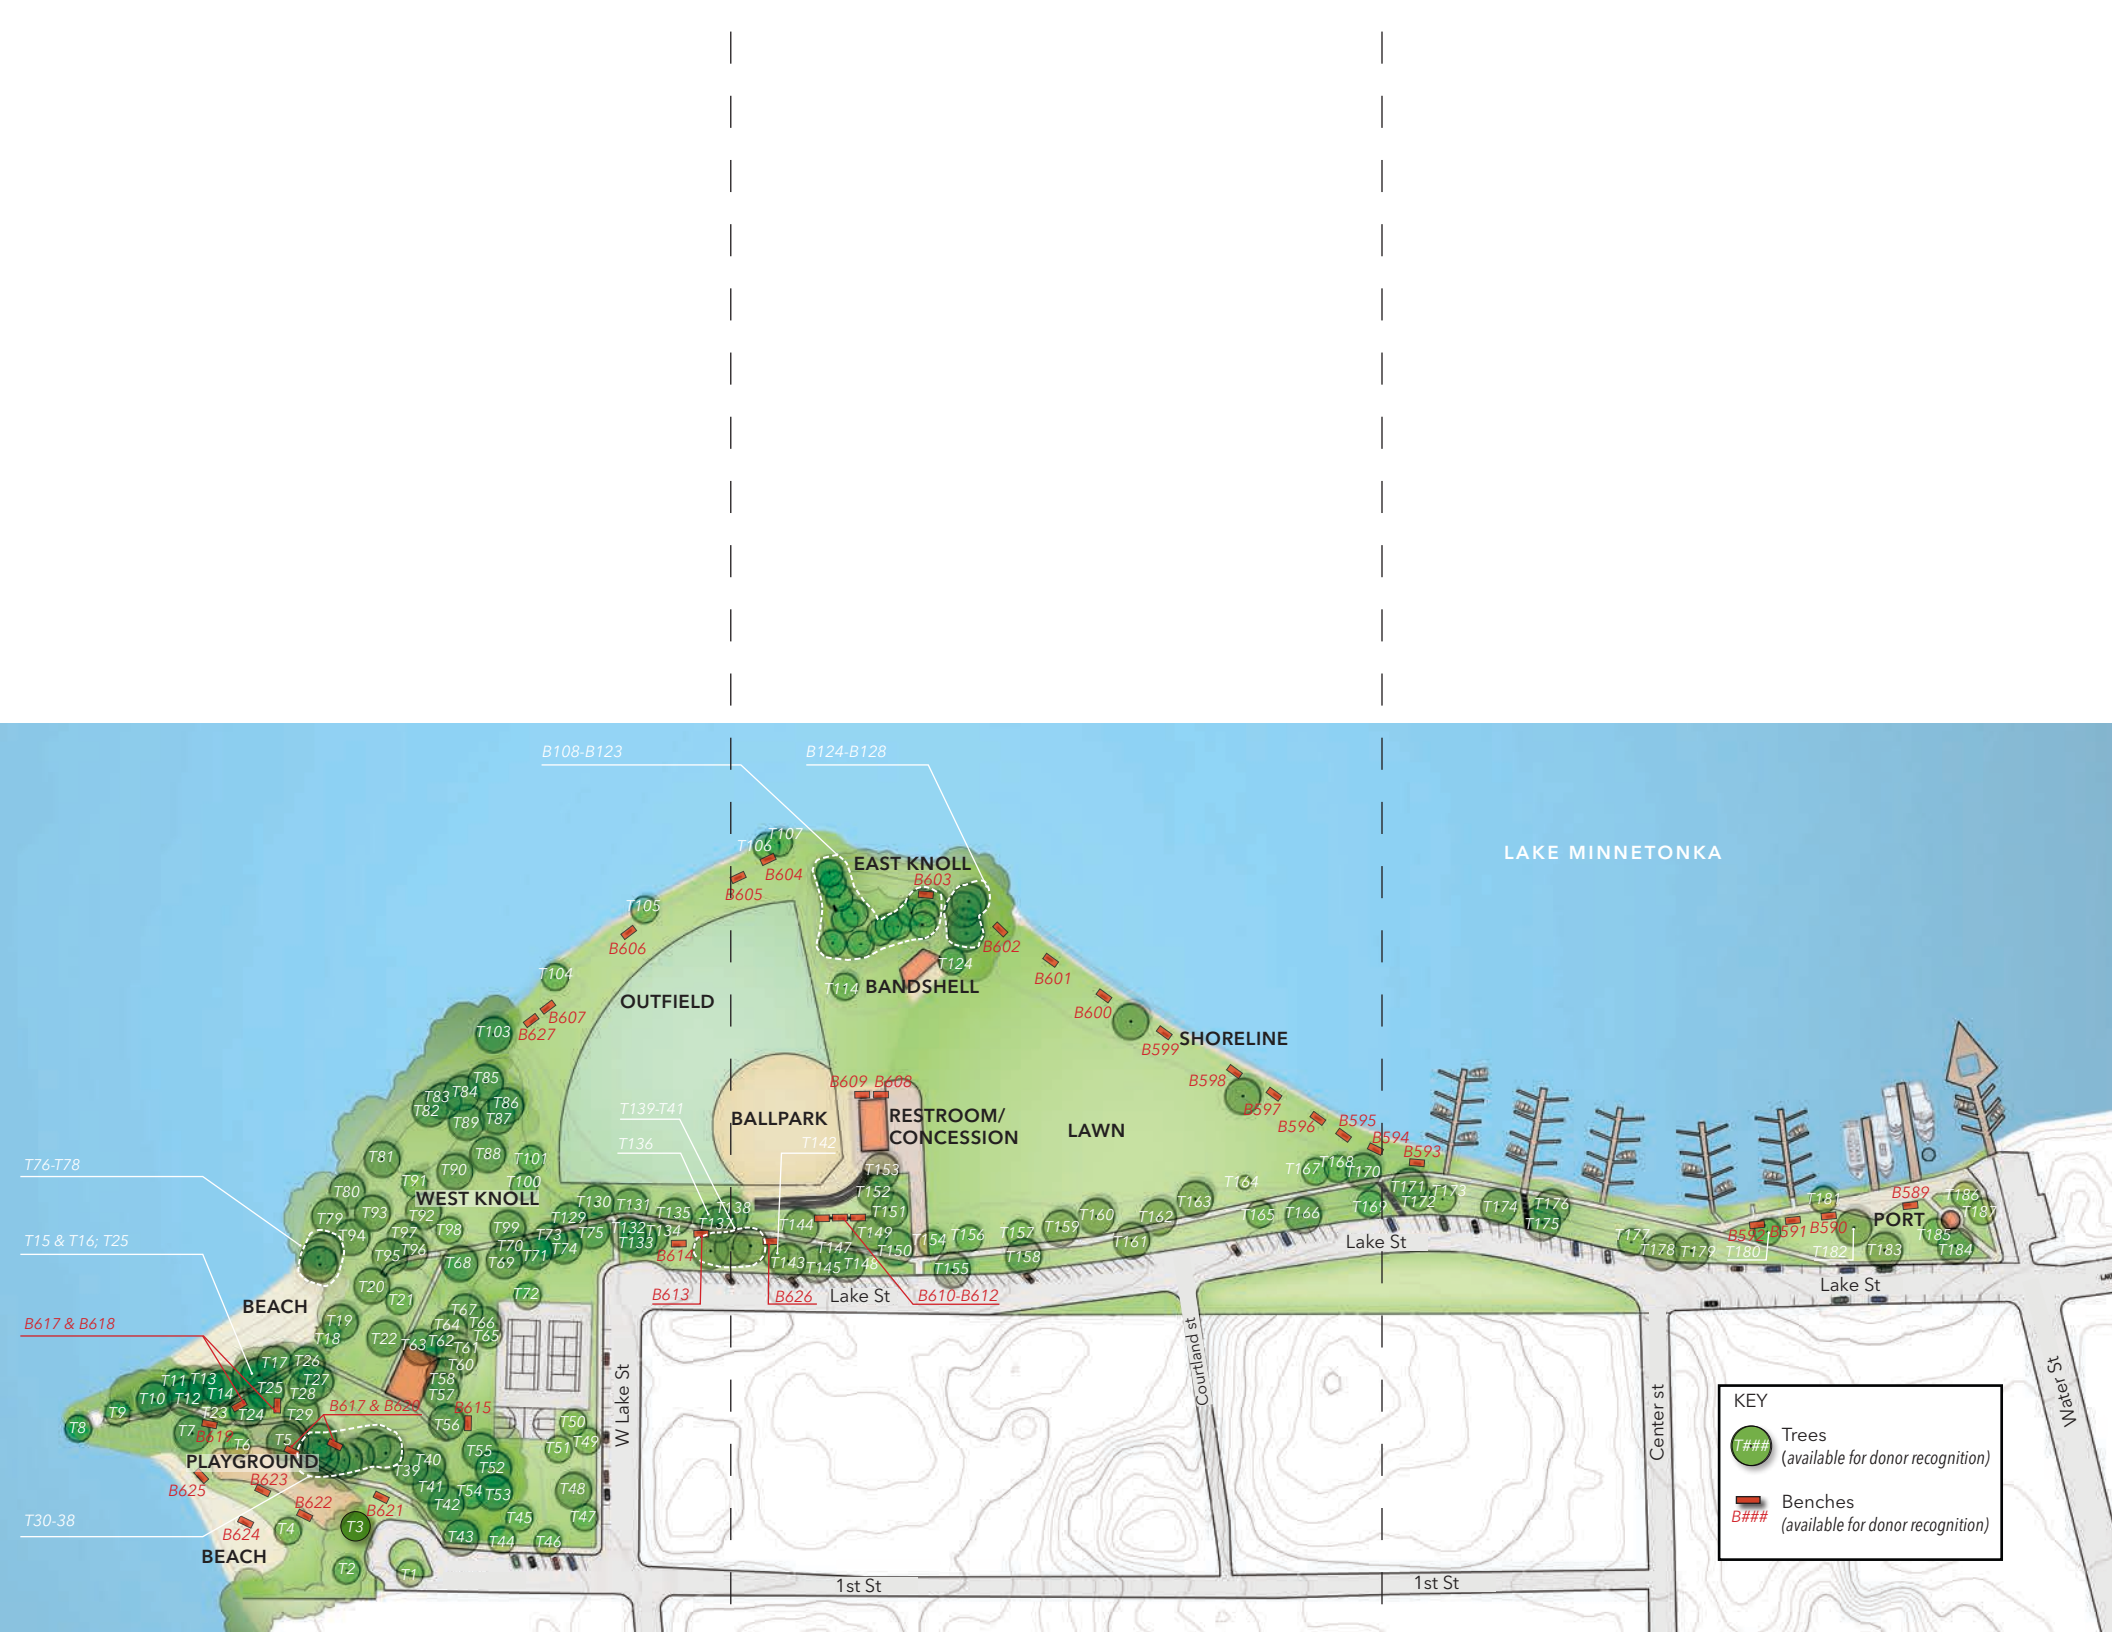 B108-B123
B124-B128
T107
T106
EAST KNOLL
LAKE MINNETONKA
B604
B603
B605
T105
B606
B602
T124
T104
B601
T114
BANDSHELL
OUTFIELD
B600
B607
T103
B627
SHORELINE
B599
T85
B598
B609
B608
T84
T83
T86
T82
T139-T41
B597
T87
T89
BALLPARK
RESTROOM/
CONCESSION
LAWN
B595
B596
B594
T136
T142
T88
B593
T81
T101
T76-T78
T90
T153
T167
T168
T170
T91
T100
T164
T80
WEST KNOLL
T152
T171
T173
B589
T186
T130
T131
T138
T163
T172
T181
T79
T93
T92
T129
T135
T137
T151
T160
T162
T165
T166
T169
T174
T176
T187
T132
T144
T159
T175
B591
B590
PORT
T94
T97
T98
T99
T73
T75
T133
T134
T149
T154
T156
T157
T177
B592
T185
T15 & T16; T25
T95
T96
T70
T71
T74
B614
T147
T150
T161
Lake St
T178
T179
T180
T182
T183
T184
T68
T69
T143
T145
T148
T155
T158
T20
Lake St
T21
T72
B613
B626
Lake St
B610-B612
BEACH
T67
T19
T64
T66
B617 & B618
T18
T22
T63
T62
T65
T61
Courtland st
T17
T26
T60
T11
T13
T27
T58
W Lake St
Water St
T10
T12
T14
T25
T28
T57
Center st
KEY
T9
T23
T24
T29
B617 & B620
B615
T8
T7
B619
T6
T5
T56
T50
T###
Trees
(available for donor recognition)
PLAYGROUND
T55
T51
T49
T40
T39
T52
B625
B623
T41
T54
T53
T48
B622
B621
T42
Benches
B###
(available for donor recognition)
T30-38
B624
T4
T3
T45
T47
T43
T44
T46
BEACH
T2
T1
1st St
1st St